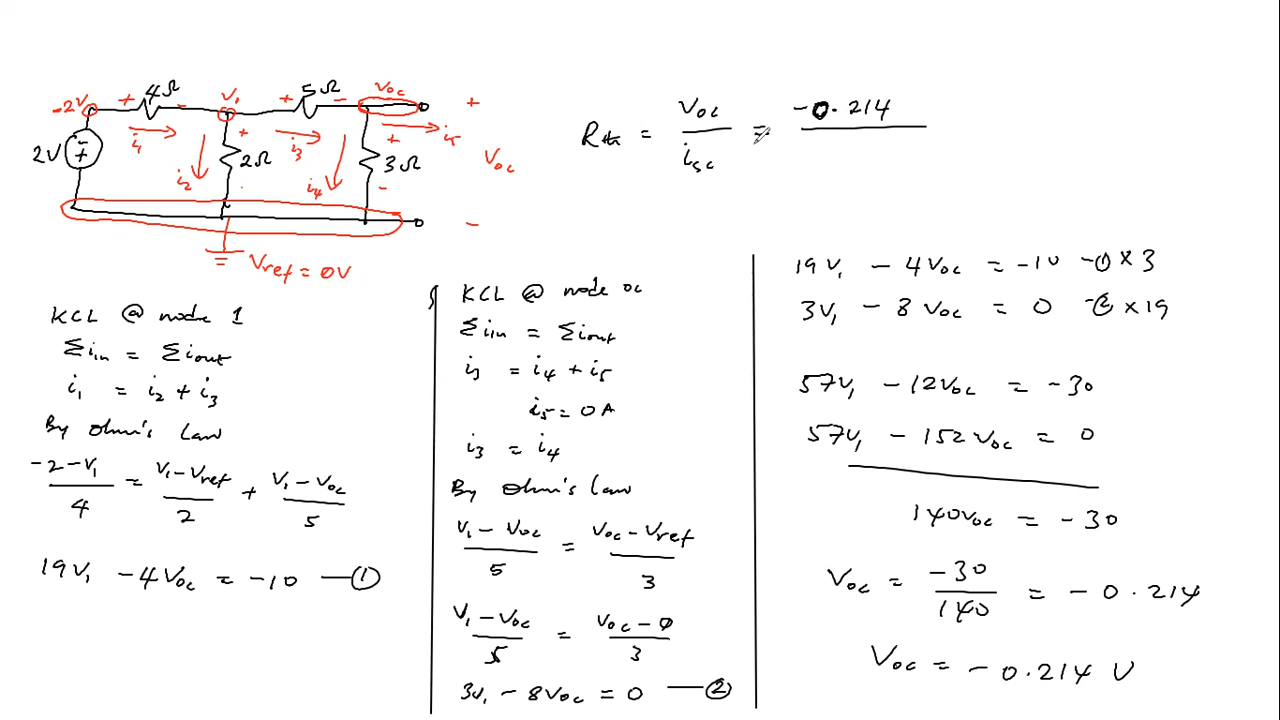 -2V + 4Ω - V₁ + 5Ω - Voc +
2V i₁ i₂ + 2Ω i₃ i₄ + 3Ω - i₅ Voc -
Vref = 0V
Rth = Voc / isc = -0.214
KCL @ node 1
Σiin = Σiout
i₁ = i₂ + i₃
By Ohm's Law
(-2 - V₁)/4 = (V₁ - Vref)/2 + (V₁ - Voc)/5
19V₁ - 4Voc = -10 — ①
KCL @ node oc
Σiin = Σiout
i₃ = i₄ + i₅
i₅ = 0A
i₃ = i₄
By Ohm's law
(V₁ - Voc)/5 = (Voc - Vref)/3
(V₁ - Voc)/5 = (Voc - 0)/3
3V₁ - 8Voc = 0 — ②
19V₁ - 4Voc = -10 -① × 3
3V₁ - 8Voc = 0 -② × 19
57V₁ - 12Voc = -30
57V₁ - 152Voc = 0
140Voc = -30
Voc = -30/140 = -0.214
Voc = -0.214 V